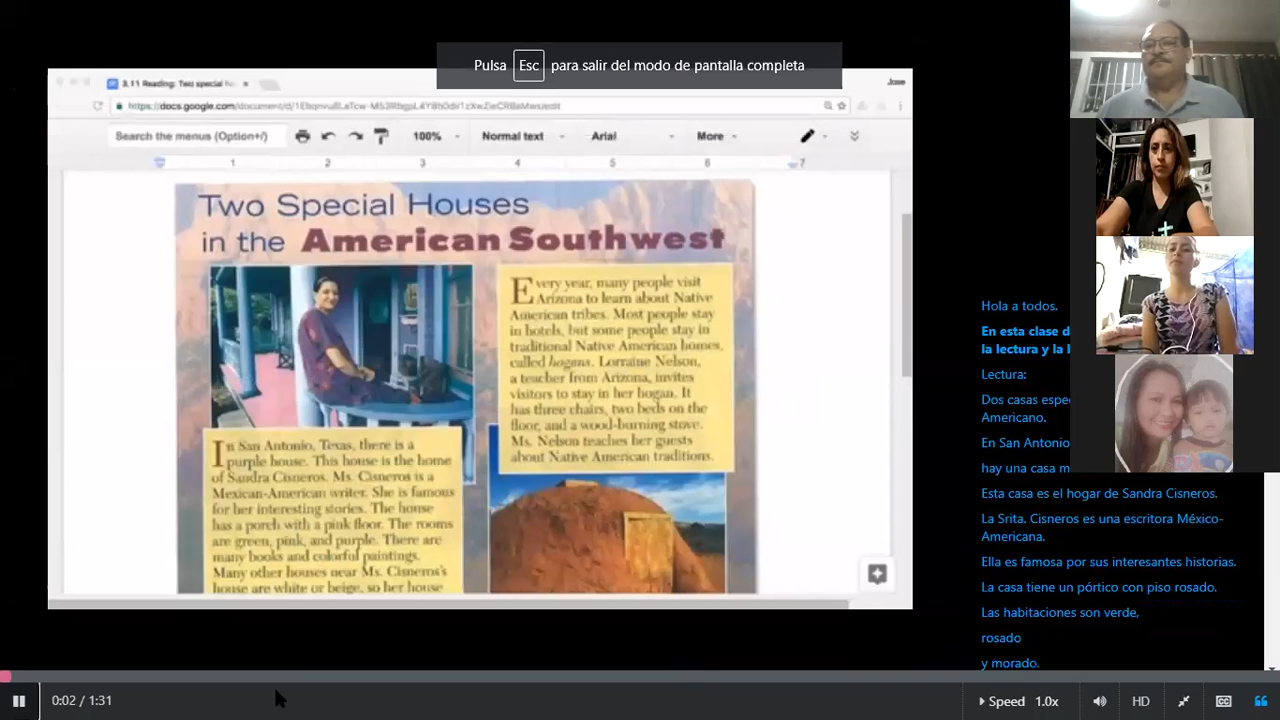 Pulsa Esc para salir del modo de pantalla completa
3.11 Reading: Two special
Jose
Search the menus (Option+/)
100%
Normal text
Arial
More
1 2 3 4 5 6 7
Two Special Houses
in the American Southwest
Every year, many people visit
Arizona to learn about Native
American tribes. Most people stay
in hotels, but some people stay in
traditional Native American homes,
called hogans. Lorraine Nelson,
a teacher from Arizona, invites
visitors to stay in her hogan. It
has three chairs, two beds on the
floor, and a wood-burning stove.
Ms. Nelson teaches her guests
about Native American traditions.
In San Antonio, Texas, there is a
purple house. This house is the home
of Sandra Cisneros. Ms. Cisneros is a
Mexican-American writer. She is famous
for her interesting stories. The house
has a porch with a pink floor. The rooms
are green, pink, and purple. There are
many books and colorful paintings.
Many other houses near Ms. Cisneros's
house are white or beige, so her house
Hola a todos.
En esta clase d
la lectura y la
Lectura:
Dos casas espe
Americano.
En San Antonio
hay una casa m
Esta casa es el hogar de Sandra Cisneros.
La Srita. Cisneros es una escritora México-
Americana.
Ella es famosa por sus interesantes historias.
La casa tiene un pórtico con piso rosado.
Las habitaciones son verde,
rosado
y morado.
0:02 / 1:31
Speed 1.0x
HD
CC